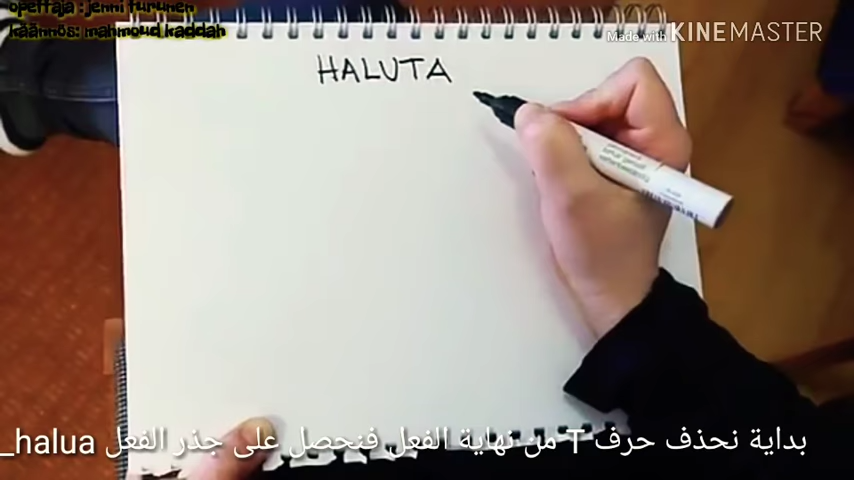 opettaja : jenni turunen
käännös: mahmoud kaddah
Made with KINEMASTER
HALUTA
بداية نحذف حرف T من نهاية الفعل فنحصل على جذر الفعل halua_